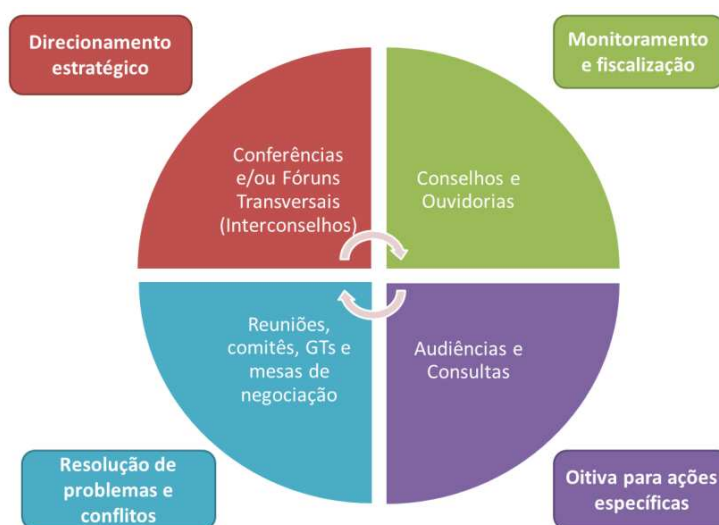 Direcionamento
estratégico
Monitoramento
e fiscalização
Conferências
e/ou Fóruns
Transversais
(Interconselhos)
Conselhos e
Ouvidorias
Reuniões,
comitês, GTs e
mesas de
negociação
Audiências e
Consultas
Resolução de
problemas e
conflitos
Oitiva para ações
específicas